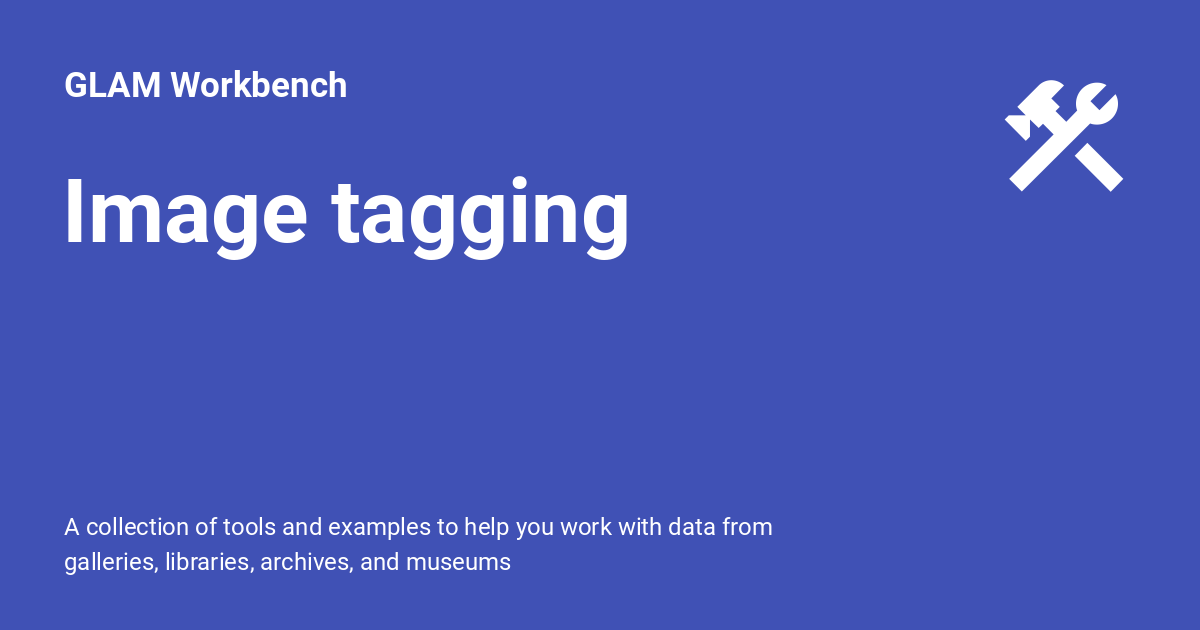 GLAM Workbench
Image tagging
A collection of tools and examples to help you work with data from
galleries, libraries, archives, and museums